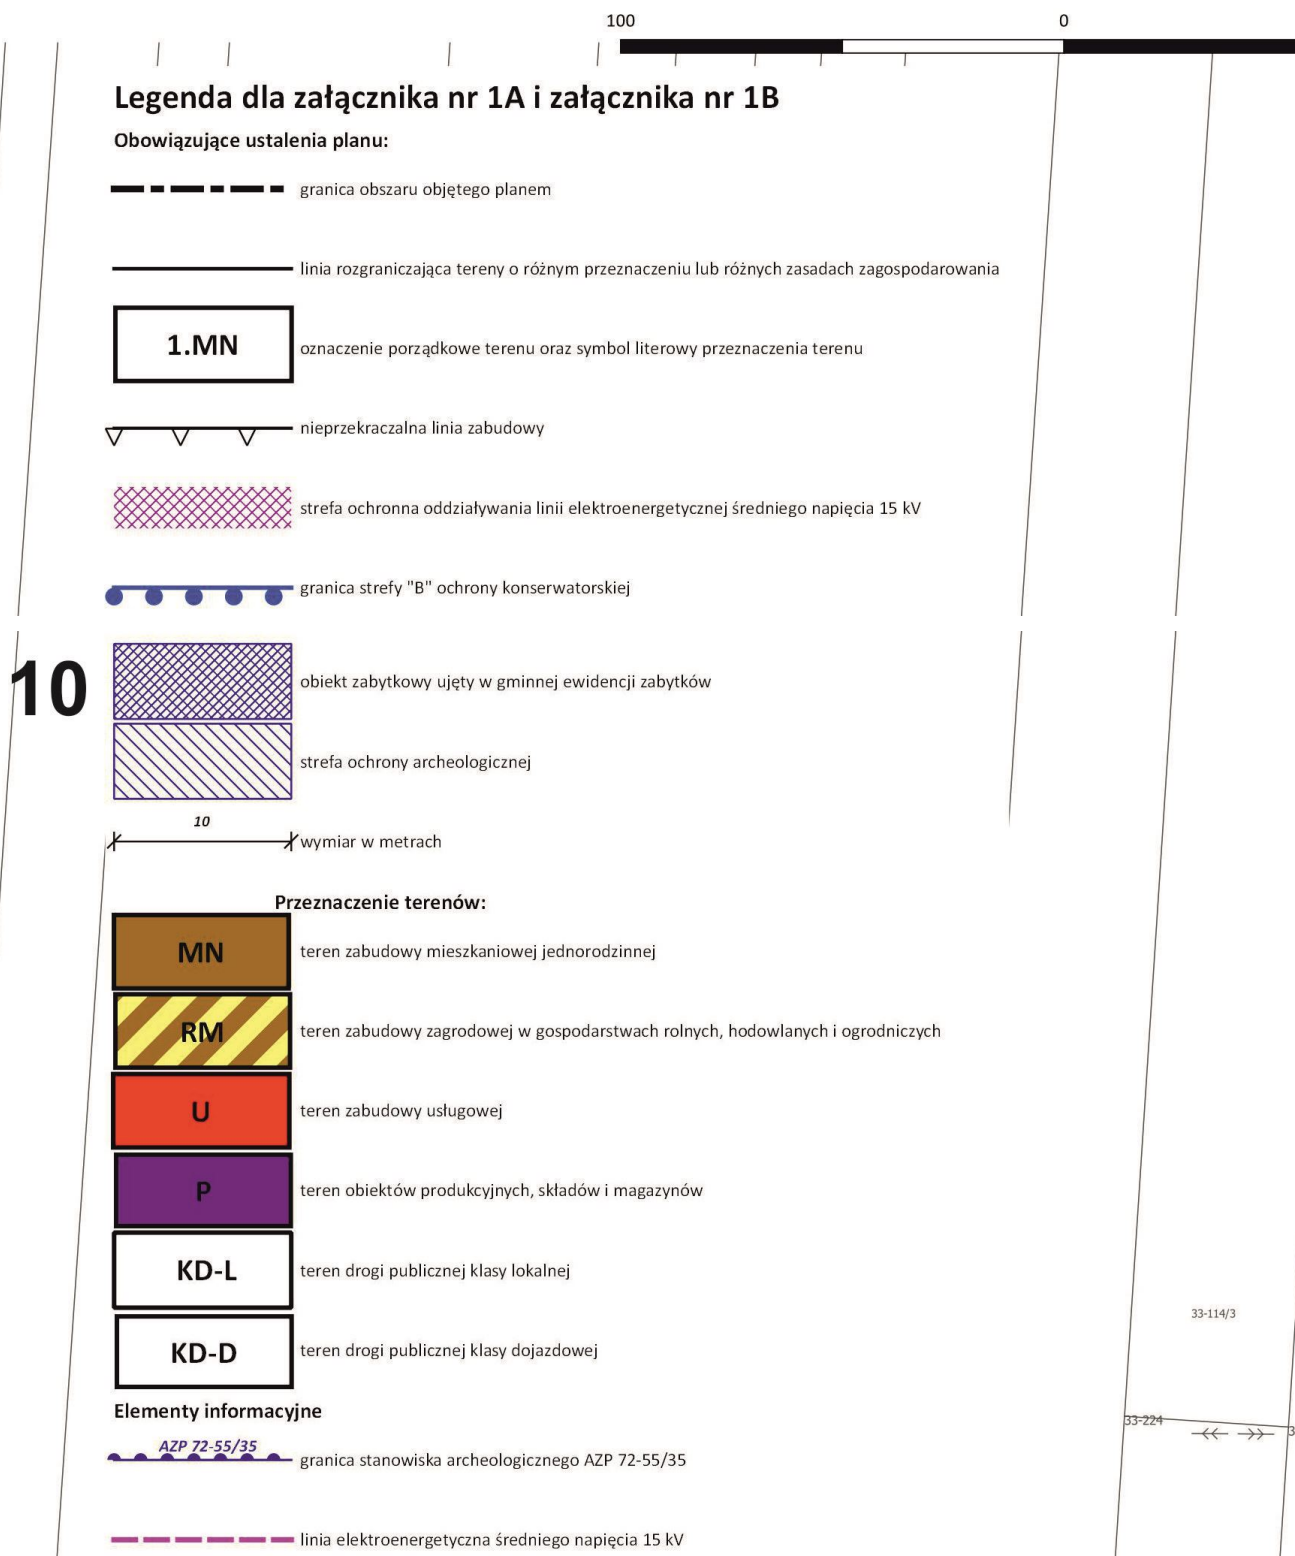 100 0
Legenda dla załącznika nr 1A i załącznika nr 1B
Obowiązujące ustalenia planu:
granica obszaru objętego planem
linia rozgraniczająca tereny o różnym przeznaczeniu lub różnych zasadach zagospodarowania
1.MN oznaczenie porządkowe terenu oraz symbol literowy przeznaczenia terenu
nieprzekraczalna linia zabudowy
strefa ochronna oddziaływania linii elektroenergetycznej średniego napięcia 15 kV
granica strefy "B" ochrony konserwatorskiej
10 obiekt zabytkowy ujęty w gminnej ewidencji zabytków
strefa ochrony archeologicznej
10
wymiar w metrach
Przeznaczenie terenów:
MN teren zabudowy mieszkaniowej jednorodzinnej
RM teren zabudowy zagrodowej w gospodarstwach rolnych, hodowlanych i ogrodniczych
U teren zabudowy usługowej
P teren obiektów produkcyjnych, składów i magazynów
KD-L teren drogi publicznej klasy lokalnej
33-114/3
KD-D teren drogi publicznej klasy dojazdowej
Elementy informacyjne
33-224
AZP 72-55/35
granica stanowiska archeologicznego AZP 72-55/35
linia elektroenergetyczna średniego napięcia 15 kV